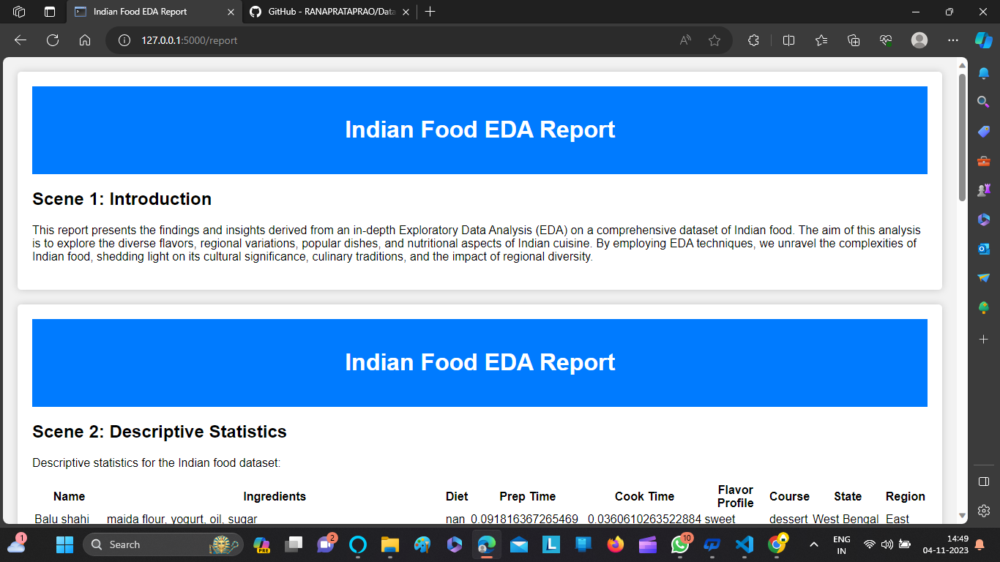 Indian Food EDA Report
GitHub - RANAPRATAPRAO/Data
127.0.0.1:5000/report
Indian Food EDA Report
Scene 1: Introduction
This report presents the findings and insights derived from an in-depth Exploratory Data Analysis (EDA) on a comprehensive dataset of Indian food. The aim of this analysis
is to explore the diverse flavors, regional variations, popular dishes, and nutritional aspects of Indian cuisine. By employing EDA techniques, we unravel the complexities of
Indian food, shedding light on its cultural significance, culinary traditions, and the impact of regional diversity.
Indian Food EDA Report
Scene 2: Descriptive Statistics
Descriptive statistics for the Indian food dataset:
Name Ingredients Diet Prep Time Cook Time Flavor Profile Course State Region
Balu shahi maida flour, yogurt, oil, sugar nan 0.091816367265469 0.0360610263522884 sweet dessert West Bengal East
1
Search
PRE
2
L
10
ENG
IN
14:49
04-11-2023